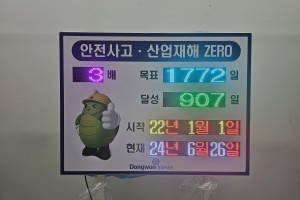 안전사고 · 산업재해 ZERO
3 배 목표 1772 일
달성 907 일
시작 22년 1월 1일
현재 24년 6월 26일
Dongwoo